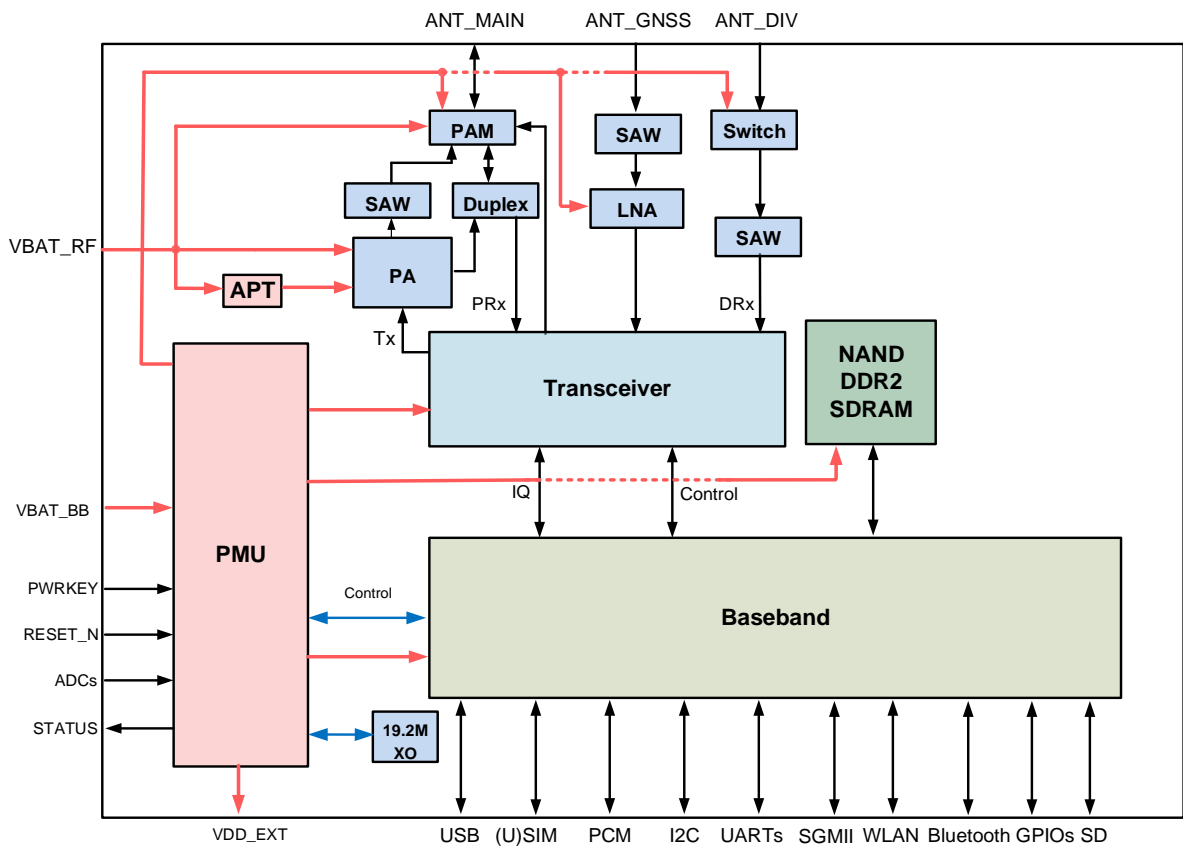 ANT_MAIN ANT_GNSS ANT_DIV
PAM
SAW
Switch
SAW
Duplex
LNA
SAW
VBAT_RF
PA
APT
PRx
DRx
Tx
NAND
DDR2
SDRAM
Transceiver
IQ
Control
VBAT_BB
PMU
PWRKEY
Control
Baseband
RESET_N
ADCs
STATUS
19.2M
XO
VDD_EXT
USB (U)SIM PCM I2C UARTs SGMII WLAN Bluetooth GPIOs SD